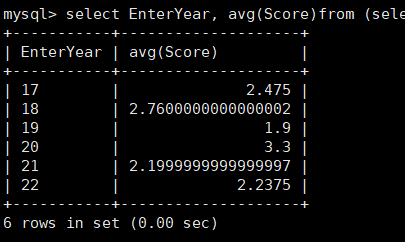 mysql> select EnterYear, avg(Score)from (sele
+-----------+--------------------+
| EnterYear | avg(Score)         |
+-----------+--------------------+
| 17        |              2.475 |
| 18        | 2.7600000000000002 |
| 19        |                1.9 |
| 20        |                3.3 |
| 21        | 2.1999999999999997 |
| 22        |             2.2375 |
+-----------+--------------------+
6 rows in set (0.00 sec)